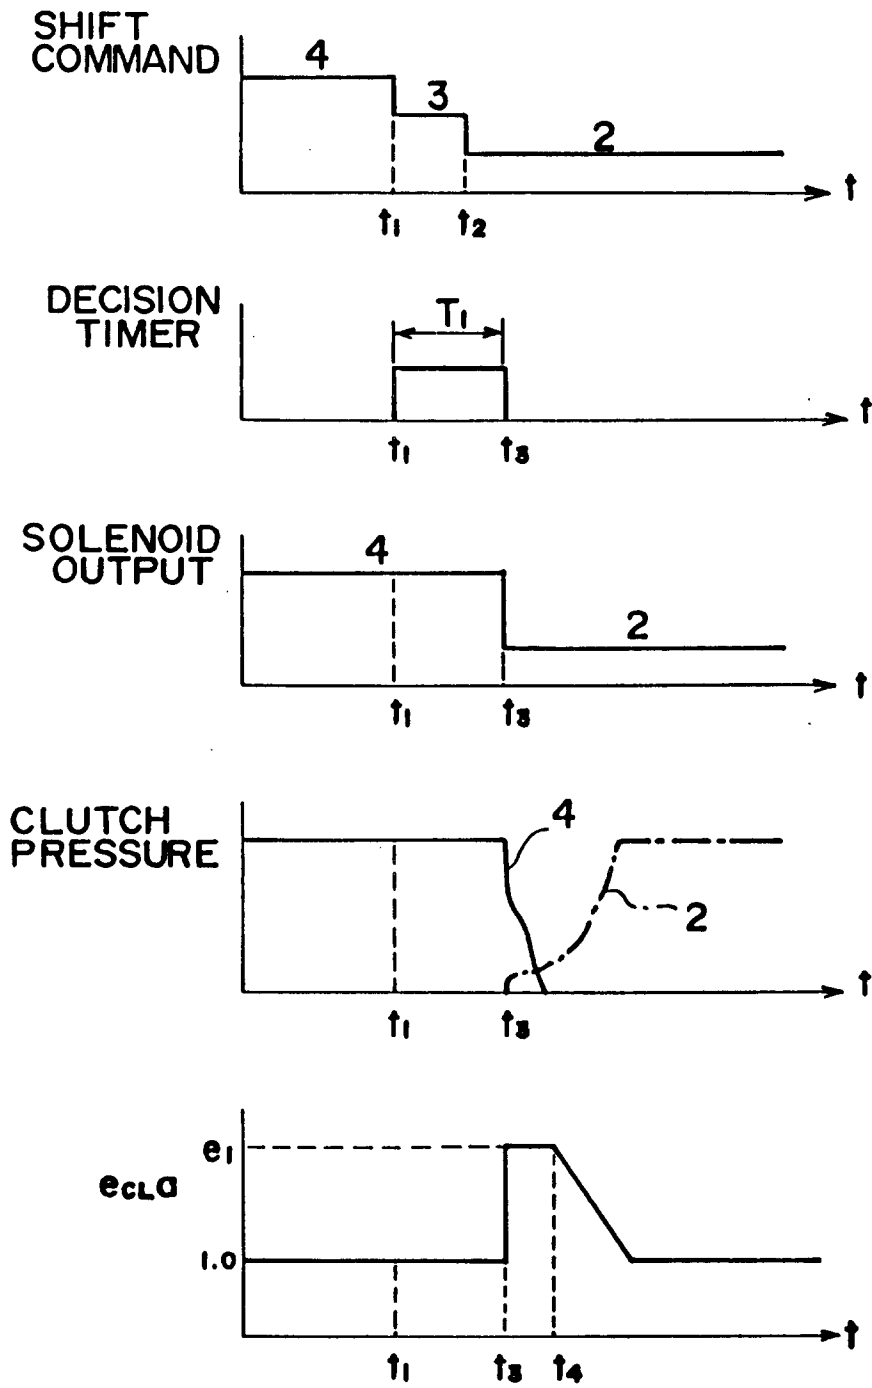 SHIFT
COMMAND
4
3
2
t
t1
t2
DECISION
TIMER
T1
t
t1
t3
SOLENOID
OUTPUT
4
2
t
t1
t3
CLUTCH
PRESSURE
4
2
t
t1
t3
e1
eCLa
1.0
t
t1
t3
t4